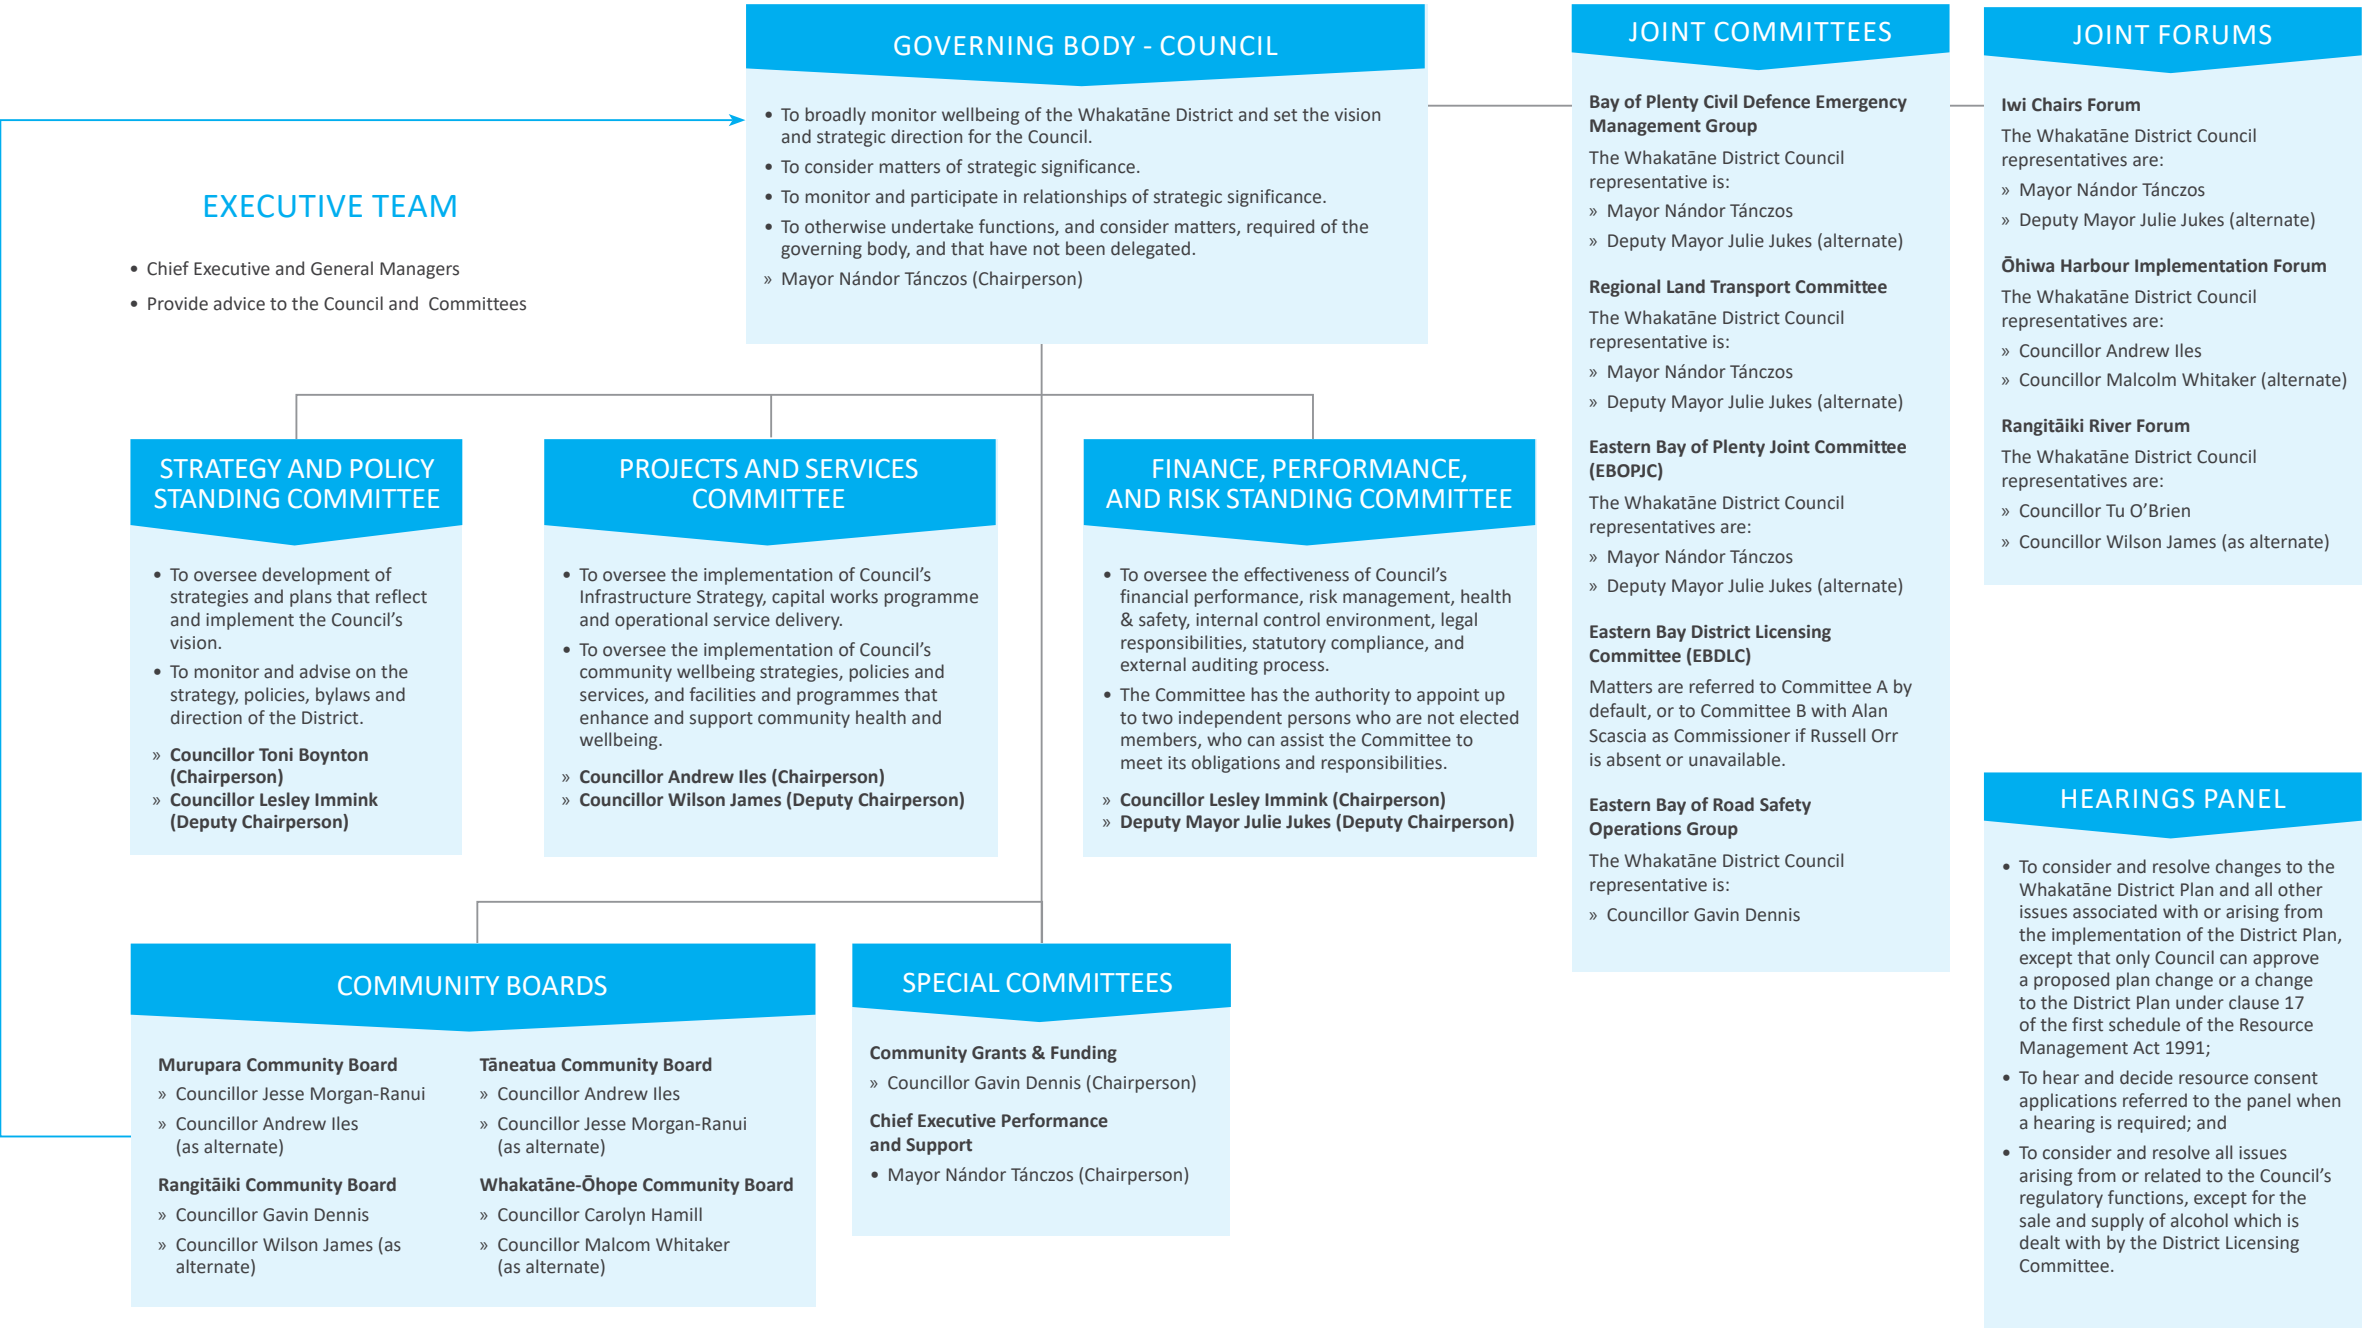 GOVERNING BODY - COUNCIL
• To broadly monitor wellbeing of the Whakatāne District and set the vision
and strategic direction for the Council.
• To consider matters of strategic significance.
• To monitor and participate in relationships of strategic significance.
• To otherwise undertake functions, and consider matters, required of the
governing body, and that have not been delegated.
» Mayor Nándor Tánczos (Chairperson)
EXECUTIVE TEAM
• Chief Executive and General Managers
• Provide advice to the Council and Committees
STRATEGY AND POLICY
STANDING COMMITTEE
• To oversee development of
strategies and plans that reflect
and implement the Council’s
vision.
• To monitor and advise on the
strategy, policies, bylaws and
direction of the District.
» Councillor Toni Boynton
(Chairperson)
» Councillor Lesley Immink
(Deputy Chairperson)
PROJECTS AND SERVICES
COMMITTEE
• To oversee the implementation of Council’s
Infrastructure Strategy, capital works programme
and operational service delivery.
• To oversee the implementation of Council’s
community wellbeing strategies, policies and
services, and facilities and programmes that
enhance and support community health and
wellbeing.
» Councillor Andrew Iles (Chairperson)
» Councillor Wilson James (Deputy Chairperson)
FINANCE, PERFORMANCE,
AND RISK STANDING COMMITTEE
• To oversee the effectiveness of Council’s
financial performance, risk management, health
& safety, internal control environment, legal
responsibilities, statutory compliance, and
external auditing process.
• The Committee has the authority to appoint up
to two independent persons who are not elected
members, who can assist the Committee to
meet its obligations and responsibilities.
» Councillor Lesley Immink (Chairperson)
» Deputy Mayor Julie Jukes (Deputy Chairperson)
COMMUNITY BOARDS
Murupara Community Board
» Councillor Jesse Morgan-Ranui
» Councillor Andrew Iles
(as alternate)
Rangitāiki Community Board
» Councillor Gavin Dennis
» Councillor Wilson James (as
alternate)
Tāneatua Community Board
» Councillor Andrew Iles
» Councillor Jesse Morgan-Ranui
(as alternate)
Whakatāne-Ōhope Community Board
» Councillor Carolyn Hamill
» Councillor Malcom Whitaker
(as alternate)
SPECIAL COMMITTEES
Community Grants & Funding
» Councillor Gavin Dennis (Chairperson)
Chief Executive Performance
and Support
• Mayor Nándor Tánczos (Chairperson)
JOINT COMMITTEES
Bay of Plenty Civil Defence Emergency
Management Group
The Whakatāne District Council
representative is:
» Mayor Nándor Tánczos
» Deputy Mayor Julie Jukes (alternate)
Regional Land Transport Committee
The Whakatāne District Council
representative is:
» Mayor Nándor Tánczos
» Deputy Mayor Julie Jukes (alternate)
Eastern Bay of Plenty Joint Committee
(EBOPJC)
The Whakatāne District Council
representatives are:
» Mayor Nándor Tánczos
» Deputy Mayor Julie Jukes (alternate)
Eastern Bay District Licensing
Committee (EBDLC)
Matters are referred to Committee A by
default, or to Committee B with Alan
Scascia as Commissioner if Russell Orr
is absent or unavailable.
Eastern Bay of Road Safety
Operations Group
The Whakatāne District Council
representative is:
» Councillor Gavin Dennis
JOINT FORUMS
Iwi Chairs Forum
The Whakatāne District Council
representatives are:
» Mayor Nándor Tánczos
» Deputy Mayor Julie Jukes (alternate)
Ōhiwa Harbour Implementation Forum
The Whakatāne District Council
representatives are:
» Councillor Andrew Iles
» Councillor Malcolm Whitaker (alternate)
Rangitāiki River Forum
The Whakatāne District Council
representatives are:
» Councillor Tu O’Brien
» Councillor Wilson James (as alternate)
HEARINGS PANEL
• To consider and resolve changes to the
Whakatāne District Plan and all other
issues associated with or arising from
the implementation of the District Plan,
except that only Council can approve
a proposed plan change or a change
to the District Plan under clause 17
of the first schedule of the Resource
Management Act 1991;
• To hear and decide resource consent
applications referred to the panel when
a hearing is required; and
• To consider and resolve all issues
arising from or related to the Council’s
regulatory functions, except for the
sale and supply of alcohol which is
dealt with by the District Licensing
Committee.